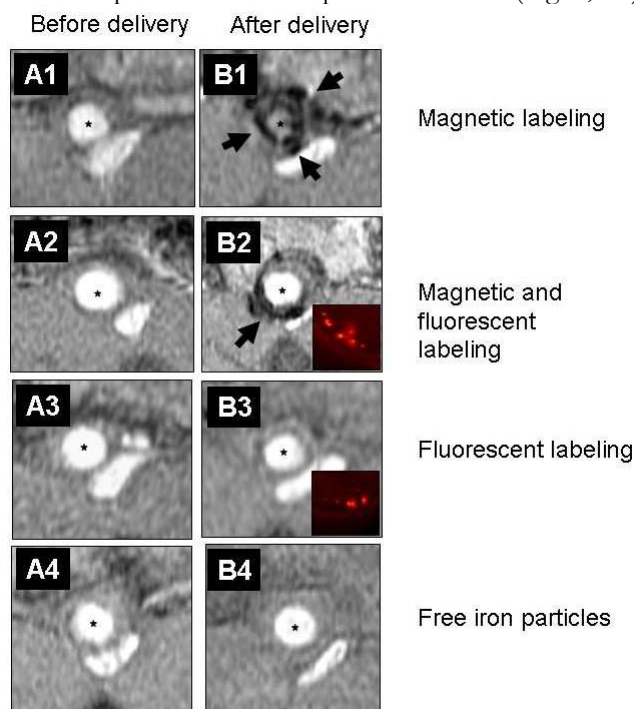 Before delivery After delivery
A1 B1
Magnetic labeling
A2 B2
Magnetic and
fluorescent
labeling
A3 B3
Fluorescent labeling
A4 B4
Free iron particles